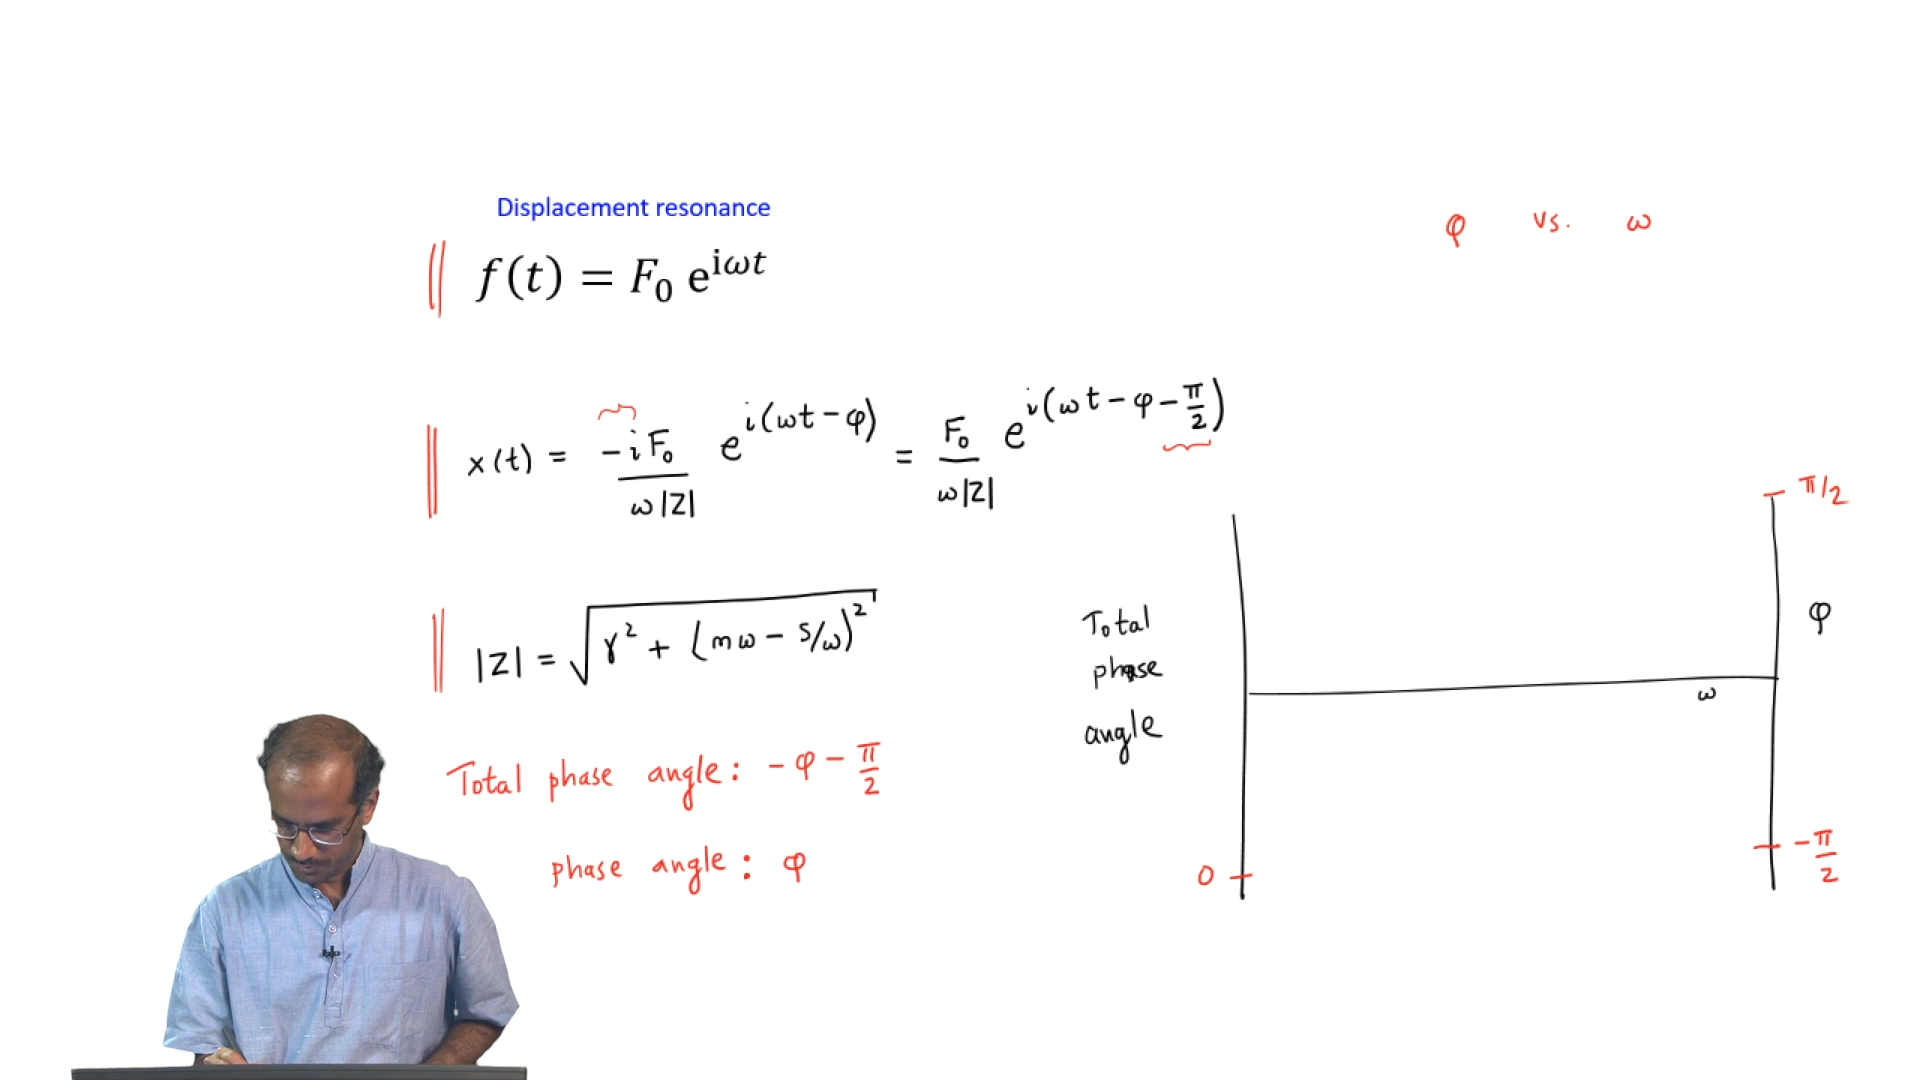 Displacement resonance
φ vs. ω
f(t) = F₀ e^{iωt}
x(t) = -iF₀/ω|Z| e^{i(ωt-φ)} = F₀/ω|Z| e^{i(ωt-φ-π/2)}
|Z| = √(r² + (mω - s/ω)²)
Total phase angle: -φ - π/2
phase angle: φ
π/2
Total
phase
angle
φ
ω
-π/2
0